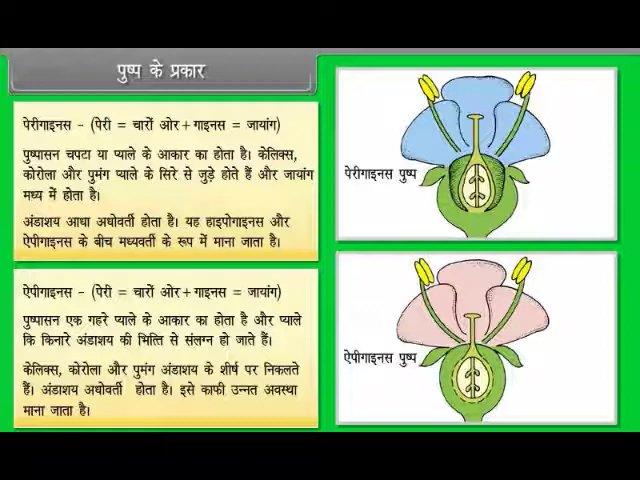 पुष्प के प्रकार
पेरीगाइनस - (पेरी = चारों ओर + गाइनस = जायांग)
पुष्पासन चपटा या प्याले के आकार का होता है। केलिक्स,
कोरोला और पुमंग प्याले के सिरे से जुड़े होते हैं और जायांग
मध्य में होता है।
अंडाशय आधा अधोवर्ती होता है। यह हाइपोगाइनस और
ऐपीगाइनस के बीच मध्यवर्ती के रूप में माना जाता है।
पेरीगाइनस पुष्प
ऐपीगाइनस - (पेरी = चारों ओर + गाइनस = जायांग)
पुष्पासन एक गहरे प्याले के आकार का होता है और प्याले
कि किनारे अंडाशय की भित्ति से संलग्न हो जाते हैं।
केलिक्स, कोरोला और पुमंग अंडाशय के शीर्ष पर निकलते
हैं। अंडाशय अधोवर्ती होता है। इसे काफी उन्नत अवस्था
माना जाता है।
ऐपीगाइनस पुष्प